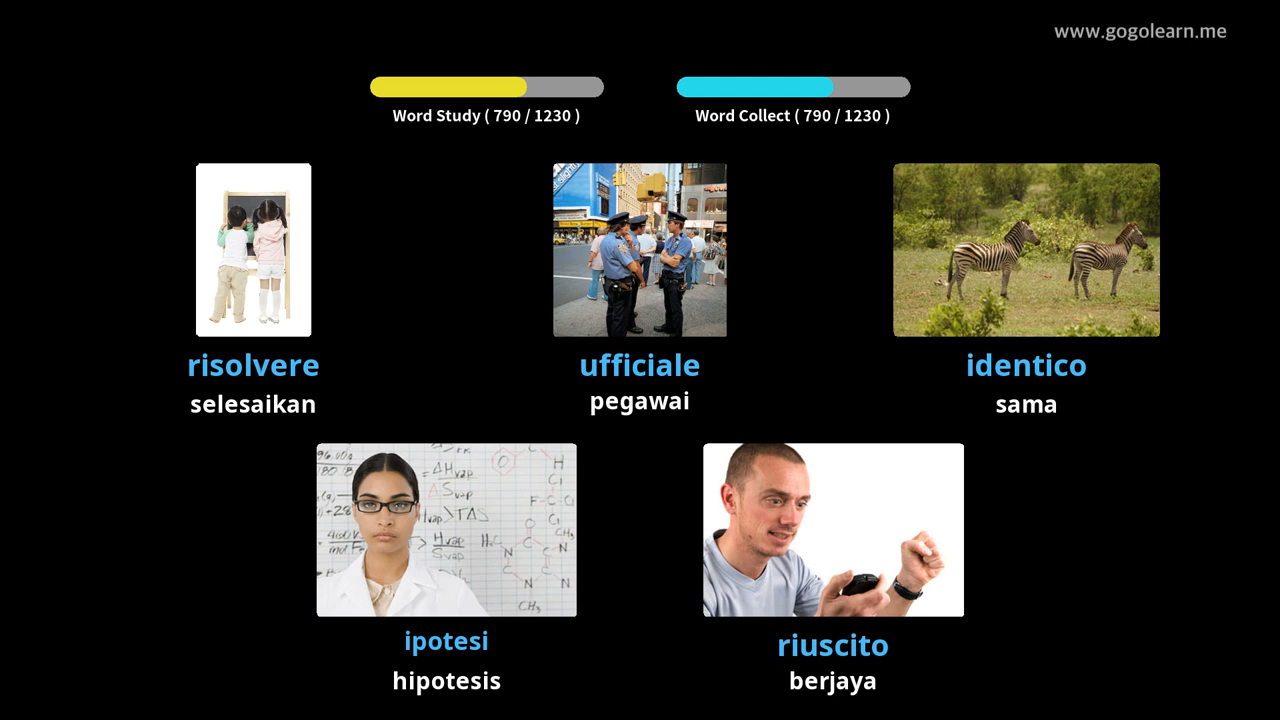 www.gogolearn.me
Word Study ( 790 / 1230 )
Word Collect ( 790 / 1230 )
risolvere
selesaikan
ufficiale
pegawai
identico
sama
ipotesi
hipotesis
riuscito
berjaya